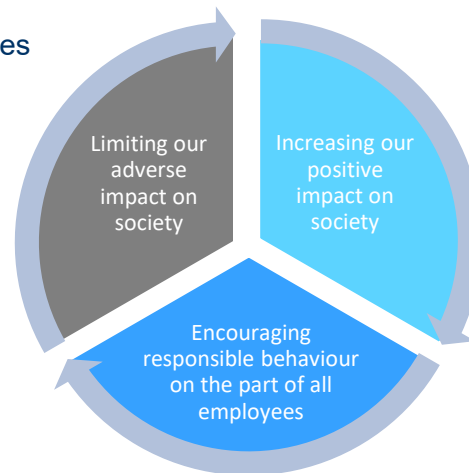 Limiting our
adverse
impact on
society
Increasing our
positive
impact on
society
Encouraging
responsible behaviour
on the part of all
employees